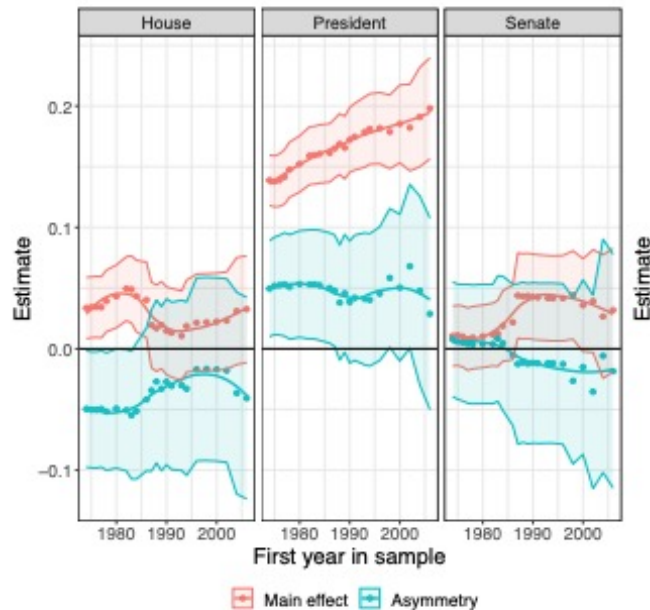 House President Senate
Estimate
0.2
0.1
0.0
−0.1
Estimate
1980 1990 2000 1980 1990 2000 1980 1990 2000
First year in sample
Main effect Asymmetry